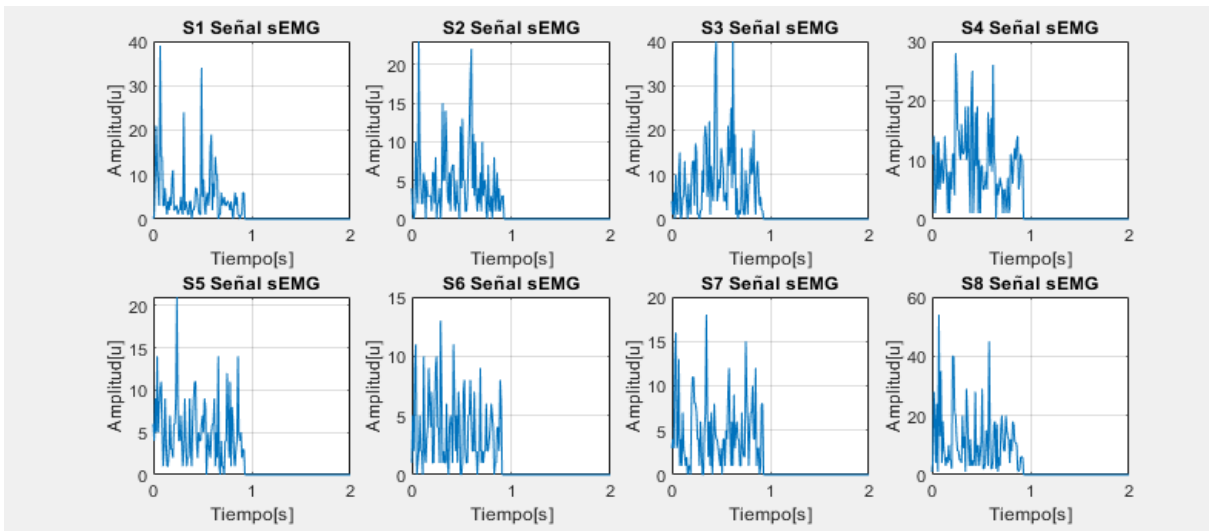 S1 Señal sEMG
S2 Señal sEMG
S3 Señal sEMG
S4 Señal sEMG
40
30
20
10
0
Amplitud[u]
0 1 2
Tiempo[s]
20
15
10
5
0
Amplitud[u]
0 1 2
Tiempo[s]
40
30
20
10
0
Amplitud[u]
0 1 2
Tiempo[s]
30
20
10
0
Amplitud[u]
0 1 2
Tiempo[s]
S5 Señal sEMG
S6 Señal sEMG
S7 Señal sEMG
S8 Señal sEMG
20
15
10
5
0
Amplitud[u]
0 1 2
Tiempo[s]
15
10
5
0
Amplitud[u]
0 1 2
Tiempo[s]
20
15
10
5
0
Amplitud[u]
0 1 2
Tiempo[s]
60
40
20
0
Amplitud[u]
0 1 2
Tiempo[s]